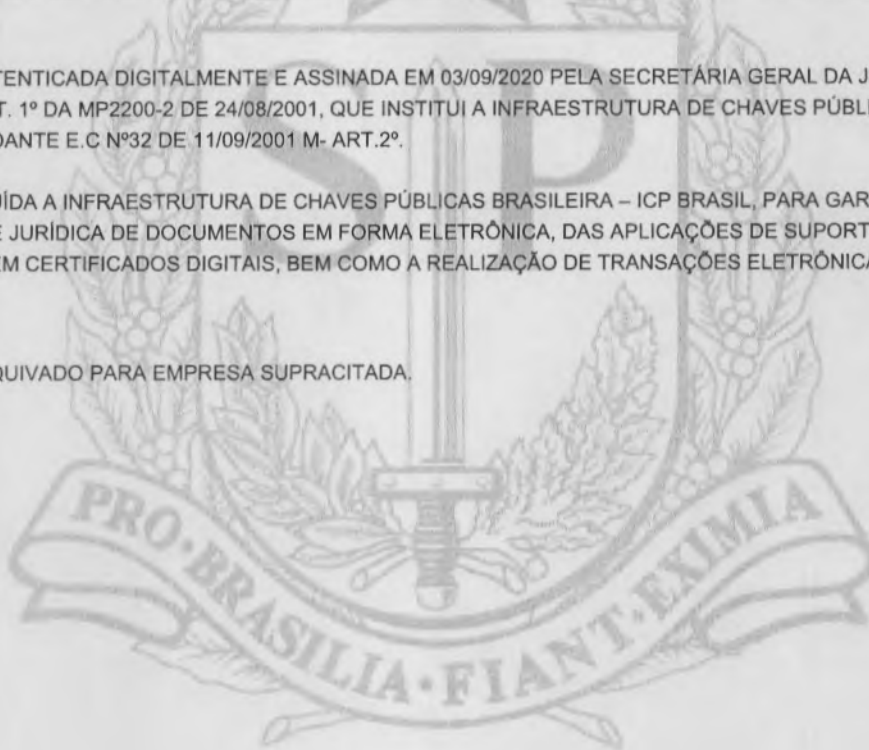 TENTICADA DIGITALMENTE E ASSINADA EM 03/09/2020 PELA SECRETÁRIA GERAL DA J
T. 1º DA MP2200-2 DE 24/08/2001, QUE INSTITUI A INFRAESTRUTURA DE CHAVES PÚBLI
DANTE E.C Nº32 DE 11/09/2001 M- ART.2º.
ÍDA A INFRAESTRUTURA DE CHAVES PÚBLICAS BRASILEIRA – ICP BRASIL, PARA GAR
E JURÍDICA DE DOCUMENTOS EM FORMA ELETRÔNICA, DAS APLICAÇÕES DE SUPORT
EM CERTIFICADOS DIGITAIS, BEM COMO A REALIZAÇÃO DE TRANSAÇÕES ELETRÔNICA
QUIVADO PARA EMPRESA SUPRACITADA.
S P
PRO·BRASILIA·FIANT·EXIMIA